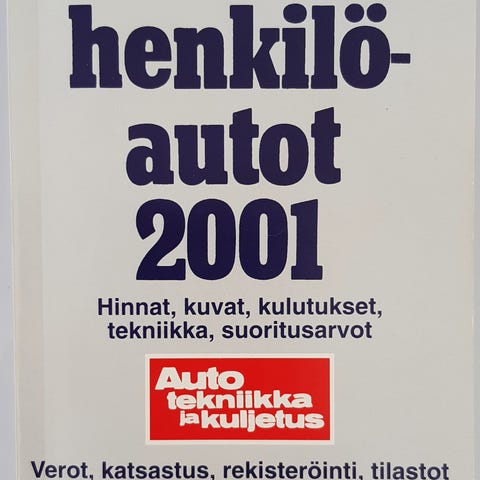 henkilö-
autot
2001
Hinnat, kuvat, kulutukset,
tekniikka, suoritusarvot
Auto
tekniikka
ja kuljetus
Verot, katsastus, rekisteröinti, tilastot